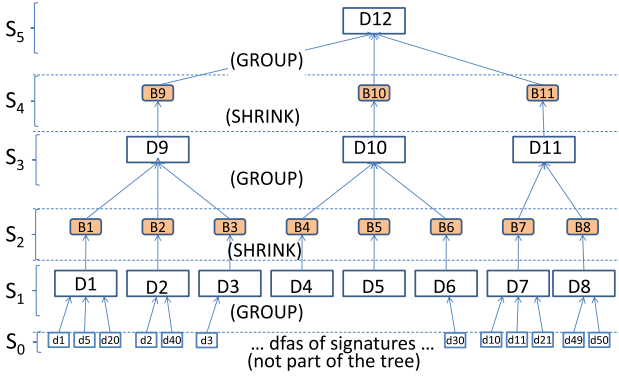 S5
D12
(GROUP)
S4
B9 B10 B11
(SHRINK)
S3
D9 D10 D11
(GROUP)
S2
B1 B2 B3 B4 B5 B6 B7 B8
(SHRINK)
S1
D1 D2 D3 D4 D5 D6 D7 D8
(GROUP)
S0
d1 d5 d20 d2 d40 d3 ... dfas of signatures ... d30 d10 d11 d21 d49 d50
(not part of the tree)